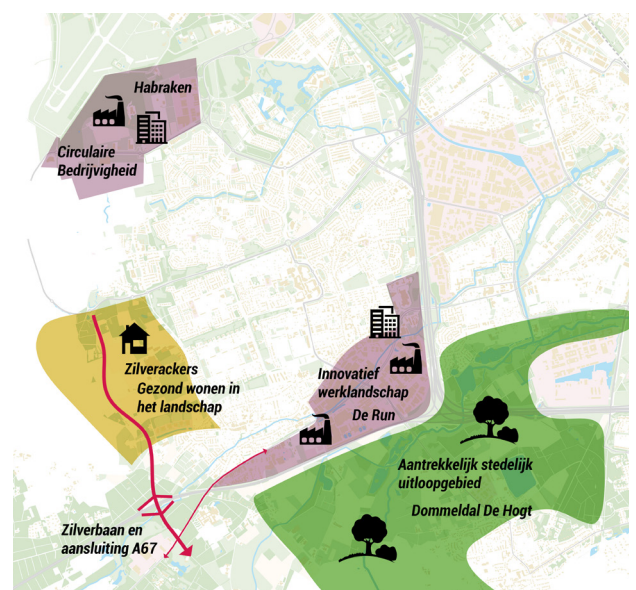 Habraken
Circulaire
Bedrijvigheid
Zilverackers
Gezond wonen in
het landschap
Innovatief
werklandschap
De Run
Aantrekkelijk stedelijk
uitloopgebied
Dommeldal De Hogt
Zilverbaan en
aansluiting A67